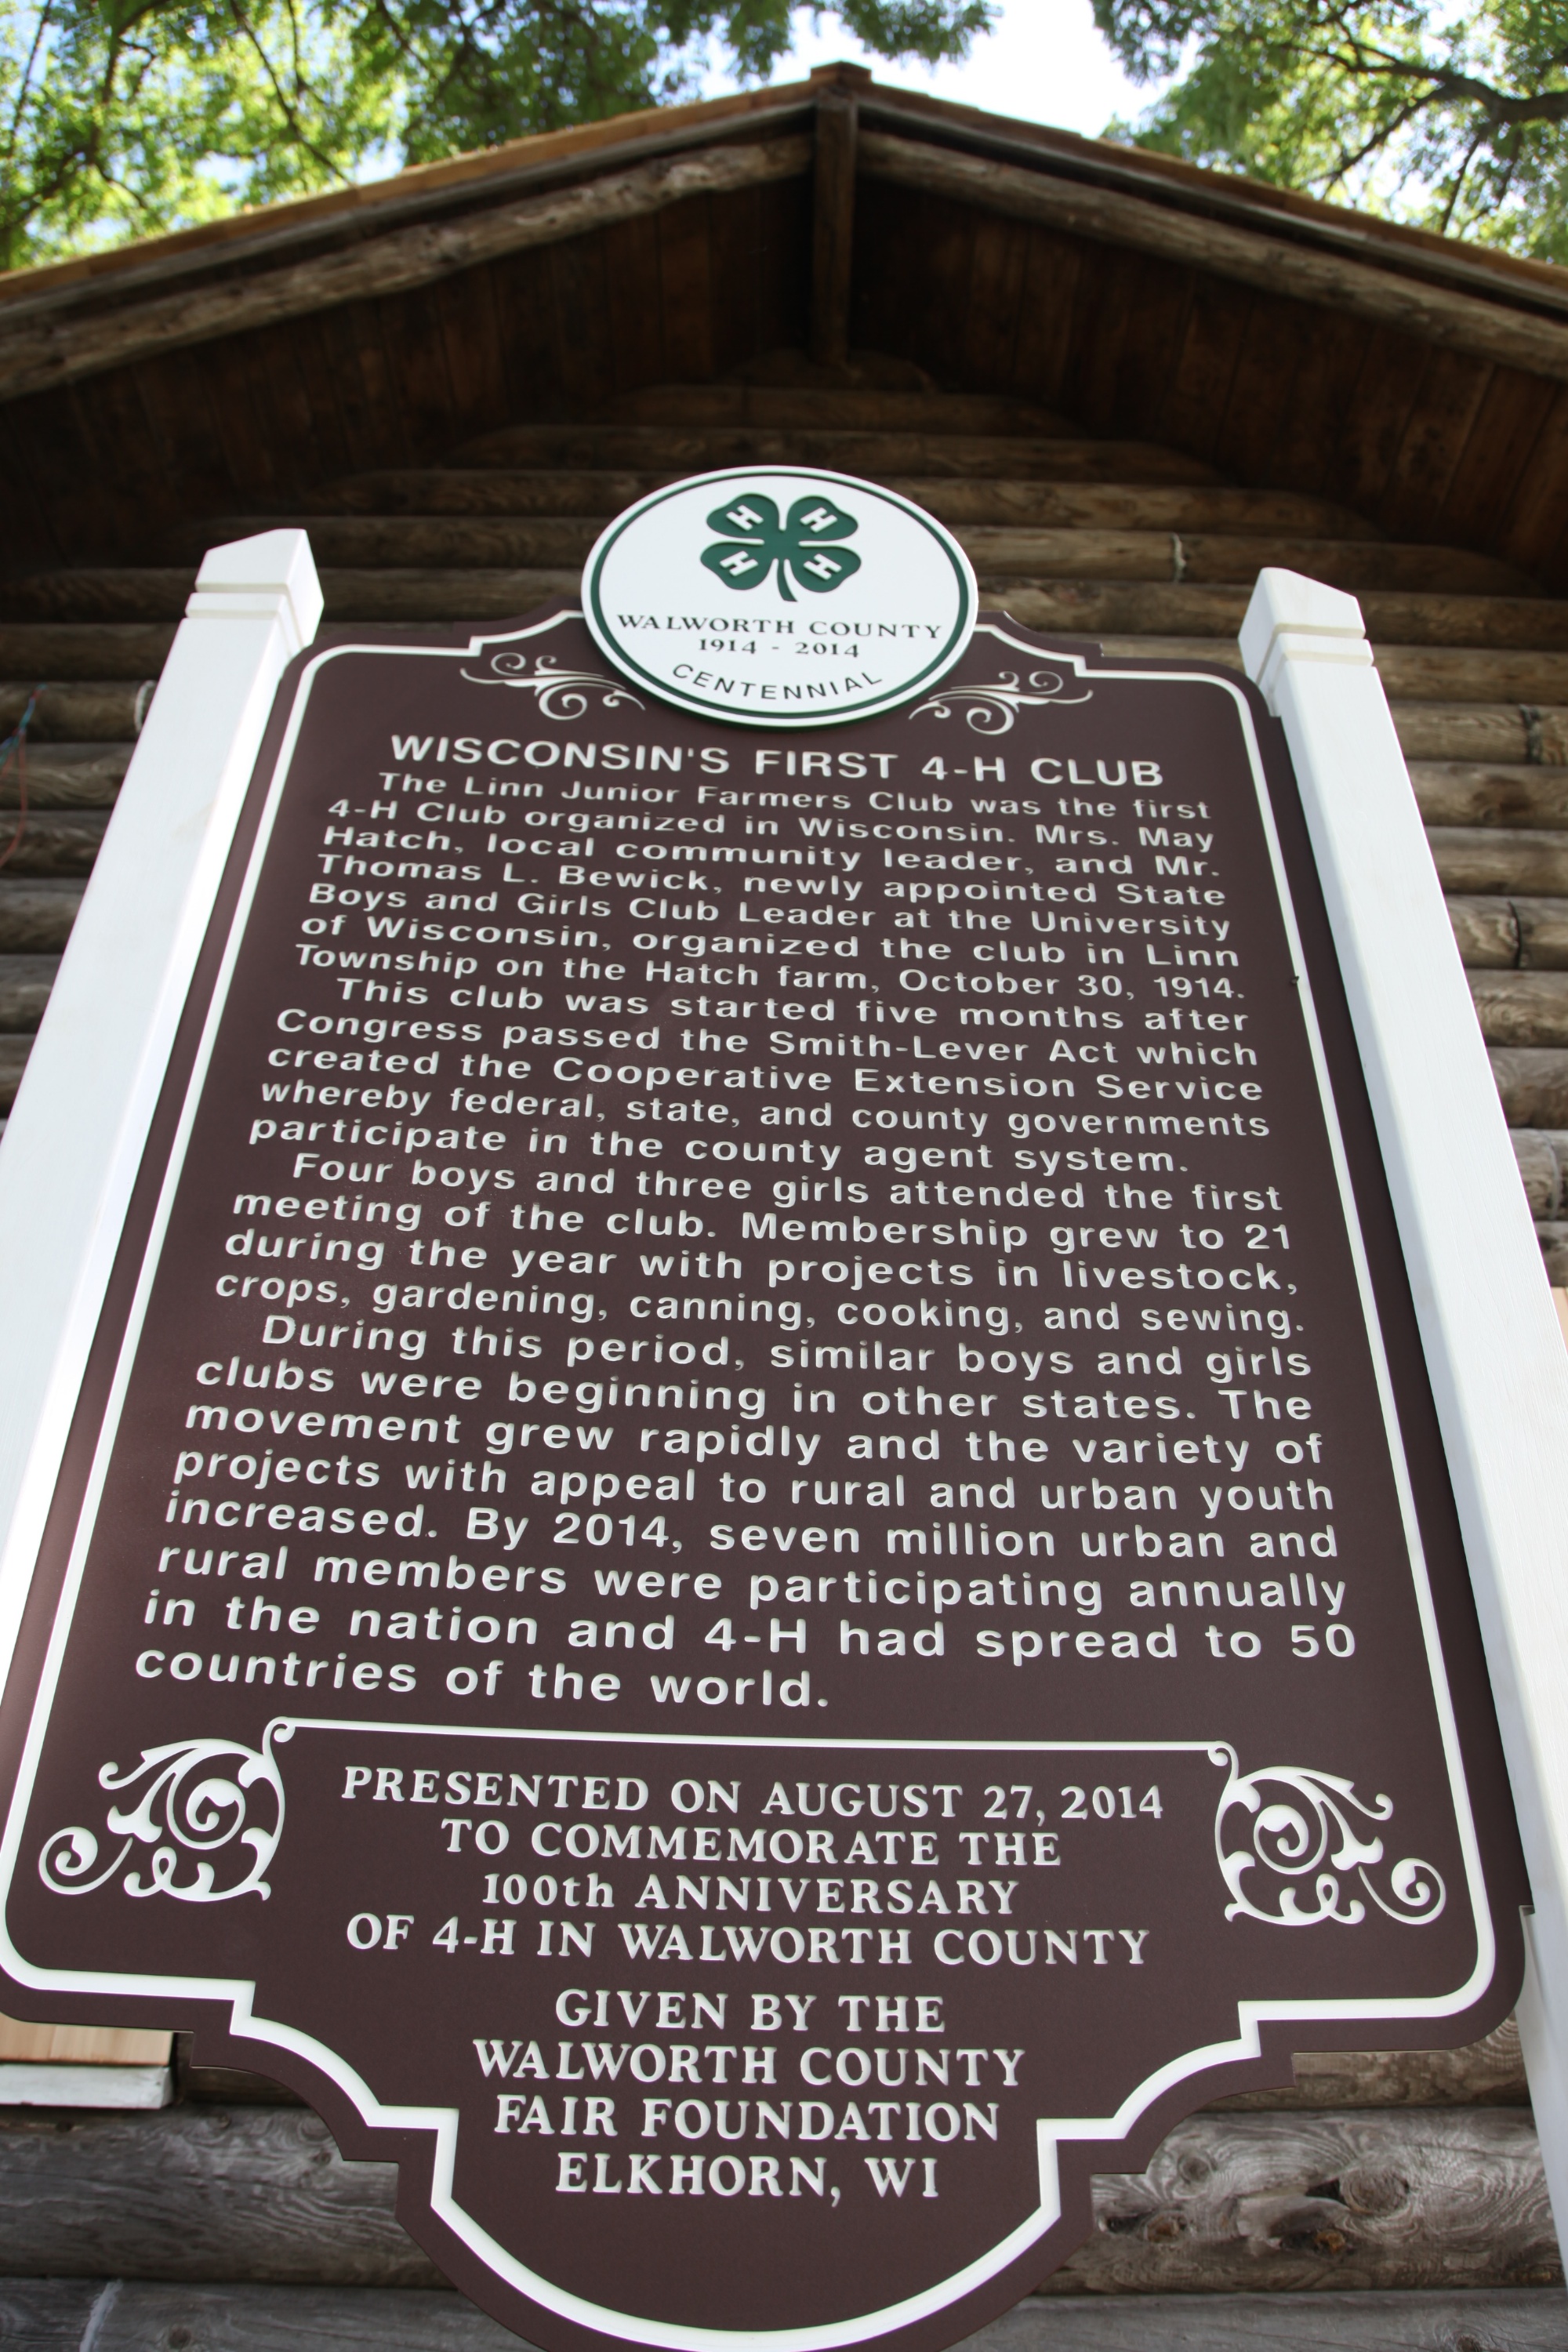 H H
H H
WALWORTH COUNTY
1914 - 2014
CENTENNIAL
WISCONSIN'S FIRST 4-H CLUB
The Linn Junior Farmers Club was the first
4-H Club organized in Wisconsin. Mrs. May
Hatch, local community leader, and Mr.
Thomas L. Bewick, newly appointed State
Boys and Girls Club Leader at the University
of Wisconsin, organized the club in Linn
Township on the Hatch farm, October 30, 1914.
This club was started five months after
Congress passed the Smith-Lever Act which
created the Cooperative Extension Service
whereby federal, state, and county governments
participate in the county agent system.
Four boys and three girls attended the first
meeting of the club. Membership grew to 21
during the year with projects in livestock,
crops, gardening, canning, cooking, and sewing.
During this period, similar boys and girls
clubs were beginning in other states. The
movement grew rapidly and the variety of
projects with appeal to rural and urban youth
increased. By 2014, seven million urban and
rural members were participating annually
in the nation and 4-H had spread to 50
countries of the world.
PRESENTED ON AUGUST 27, 2014
TO COMMEMORATE THE
100th ANNIVERSARY
OF 4-H IN WALWORTH COUNTY
GIVEN BY THE
WALWORTH COUNTY
FAIR FOUNDATION
ELKHORN, WI